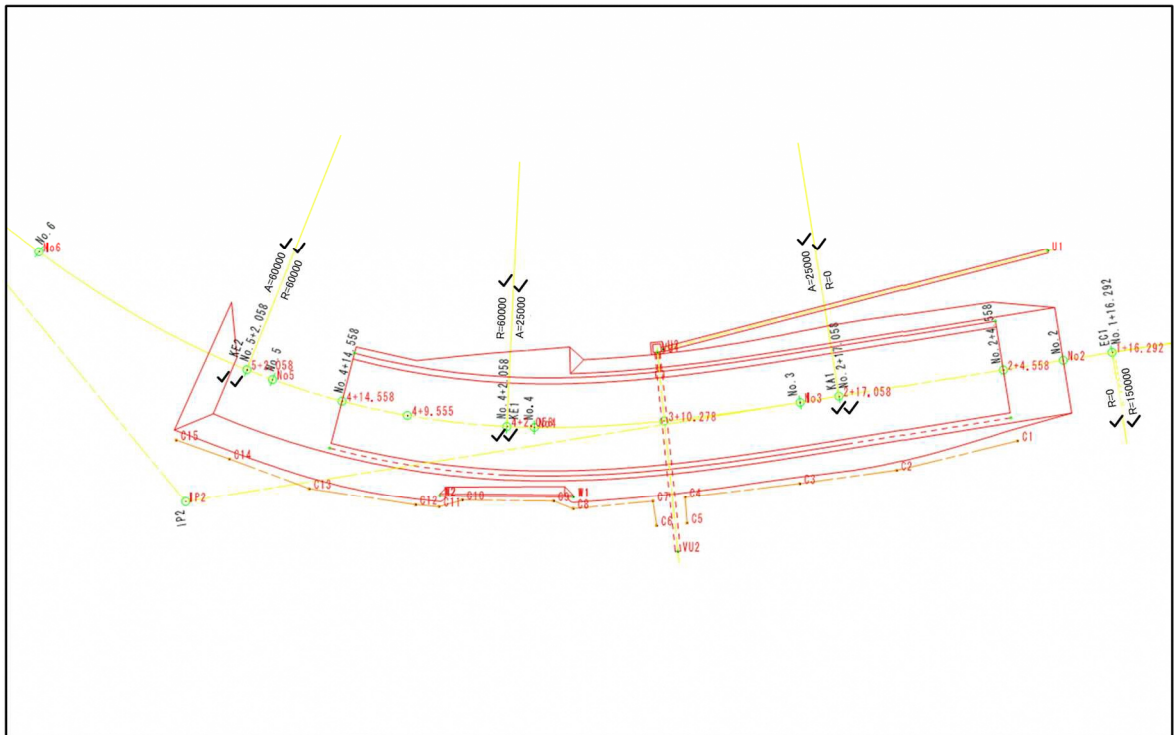 No. 6
No6
A=60000
R=60000
R=60000
A=25000
A=25000
R=0
U1
KE2
No. 5+2.058
No. 5
No5
No. 4+14.558
4+14.558
4+9.555
No. 4+2.058
KE1
No. 4
No4
3+10.278
No. 3
No3
KA1
No. 2+17.058
2+17.058
No. 2+4.558
2+4.558
No. 2
No2
EC1
No. 1+16.292
1+16.292
R=0
R=150000
C15
C14
C13
IP2
IP2
C12
W2
C11
C10
C9
W1
C8
C7
C6
C4
C5
C3
C2
C1
VU2